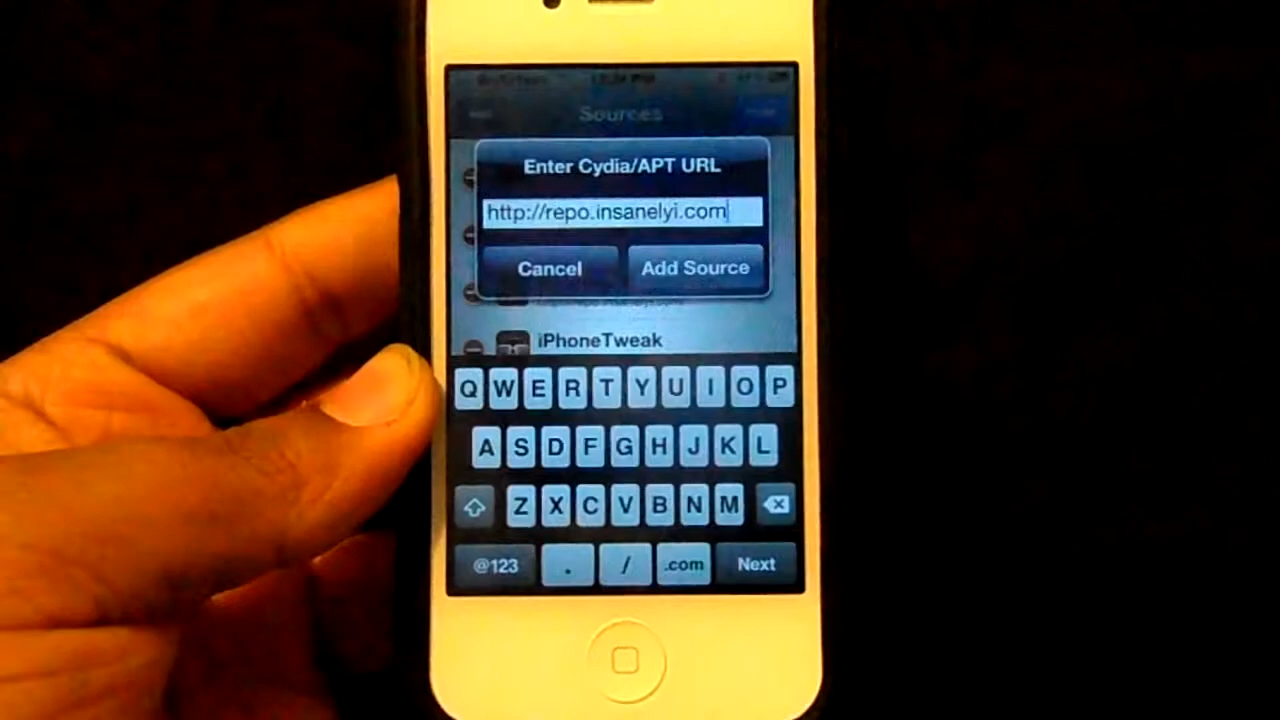 Sources
Enter Cydia/APT URL
http://repo.insanelyi.com
Cancel Add Source
iPhoneTweak
Q W E R T Y U I O P
A S D F G H J K L
Z X C V B N M
@123 . / .com Next